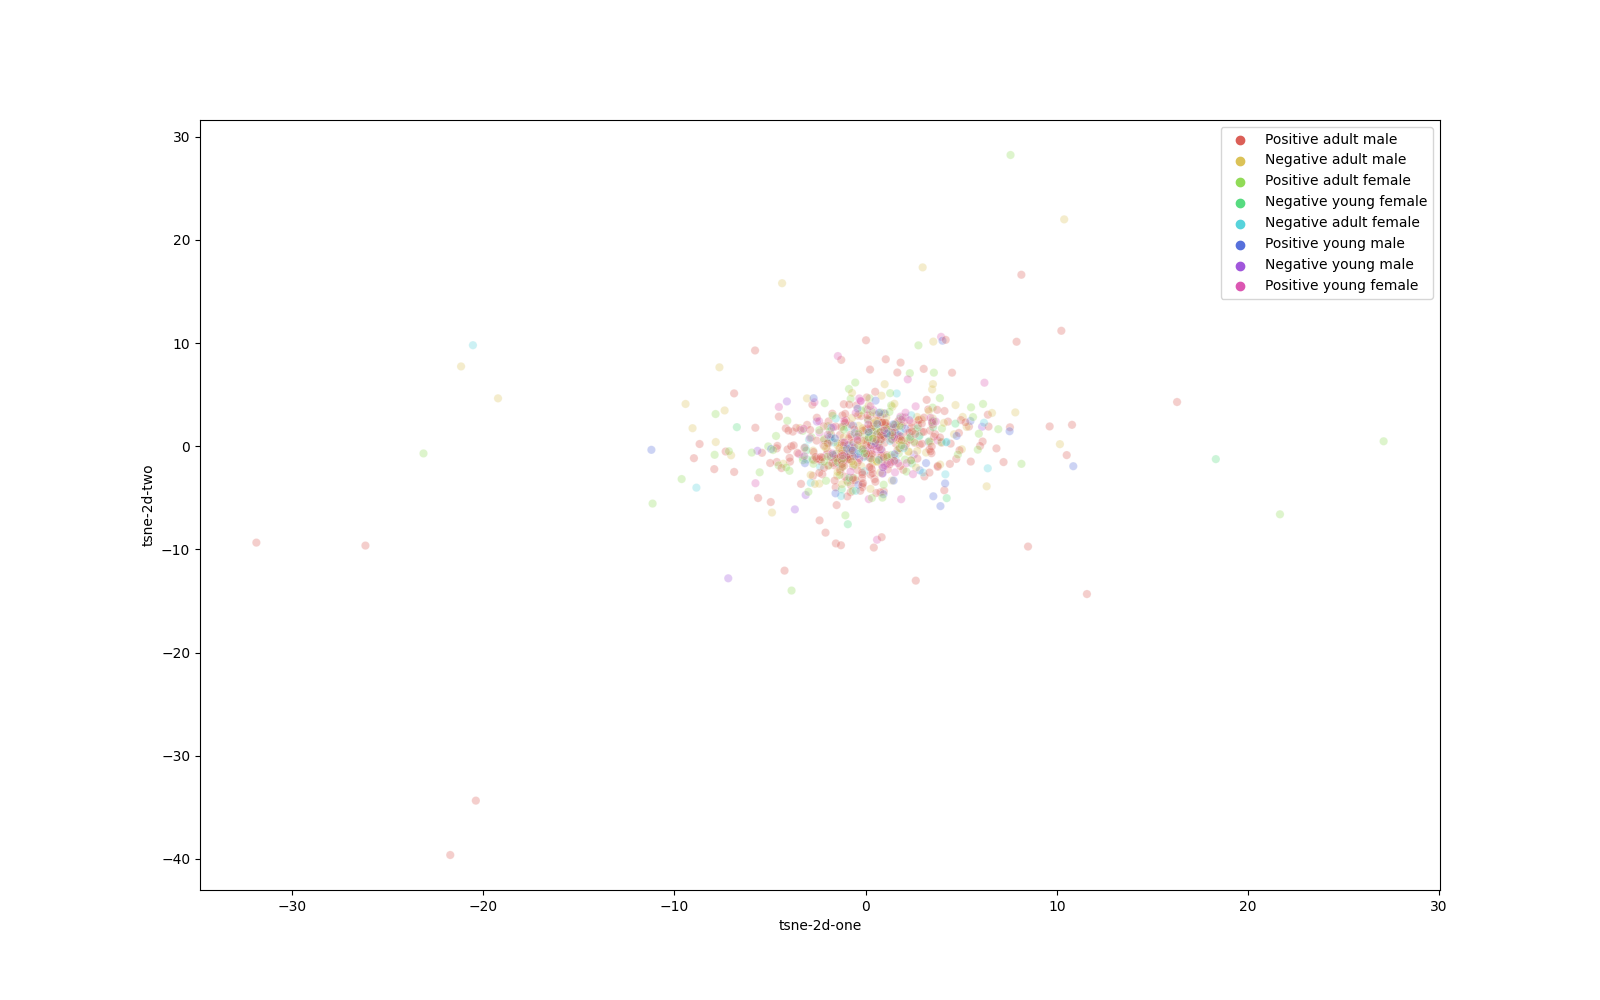 Positive adult male
Negative adult male
Positive adult female
Negative young female
Negative adult female
Positive young male
Negative young male
Positive young female
30
20
10
0
−10
−20
−30
−40
tsne-2d-two
−30
−20
−10
0
10
20
30
tsne-2d-one